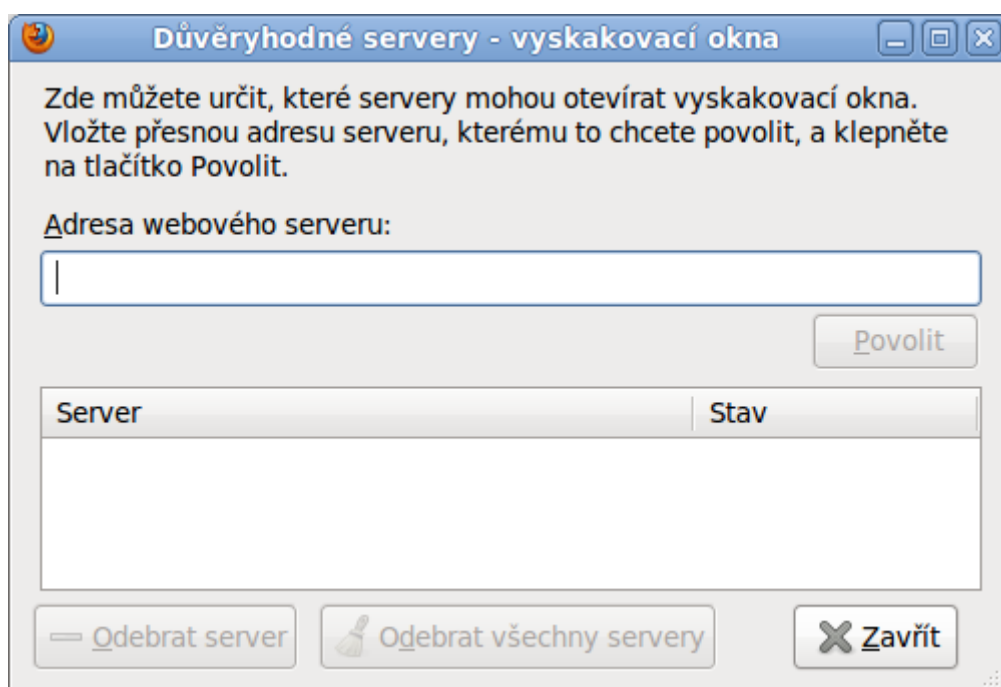 Důvěryhodné servery - vyskakovací okna
Zde můžete určit, které servery mohou otevírat vyskakovací okna.
Vložte přesnou adresu serveru, kterému to chcete povolit, a klepněte
na tlačítko Povolit.
Adresa webového serveru:
Povolit
Server Stav
Odebrat server Odebrat všechny servery Zavřít